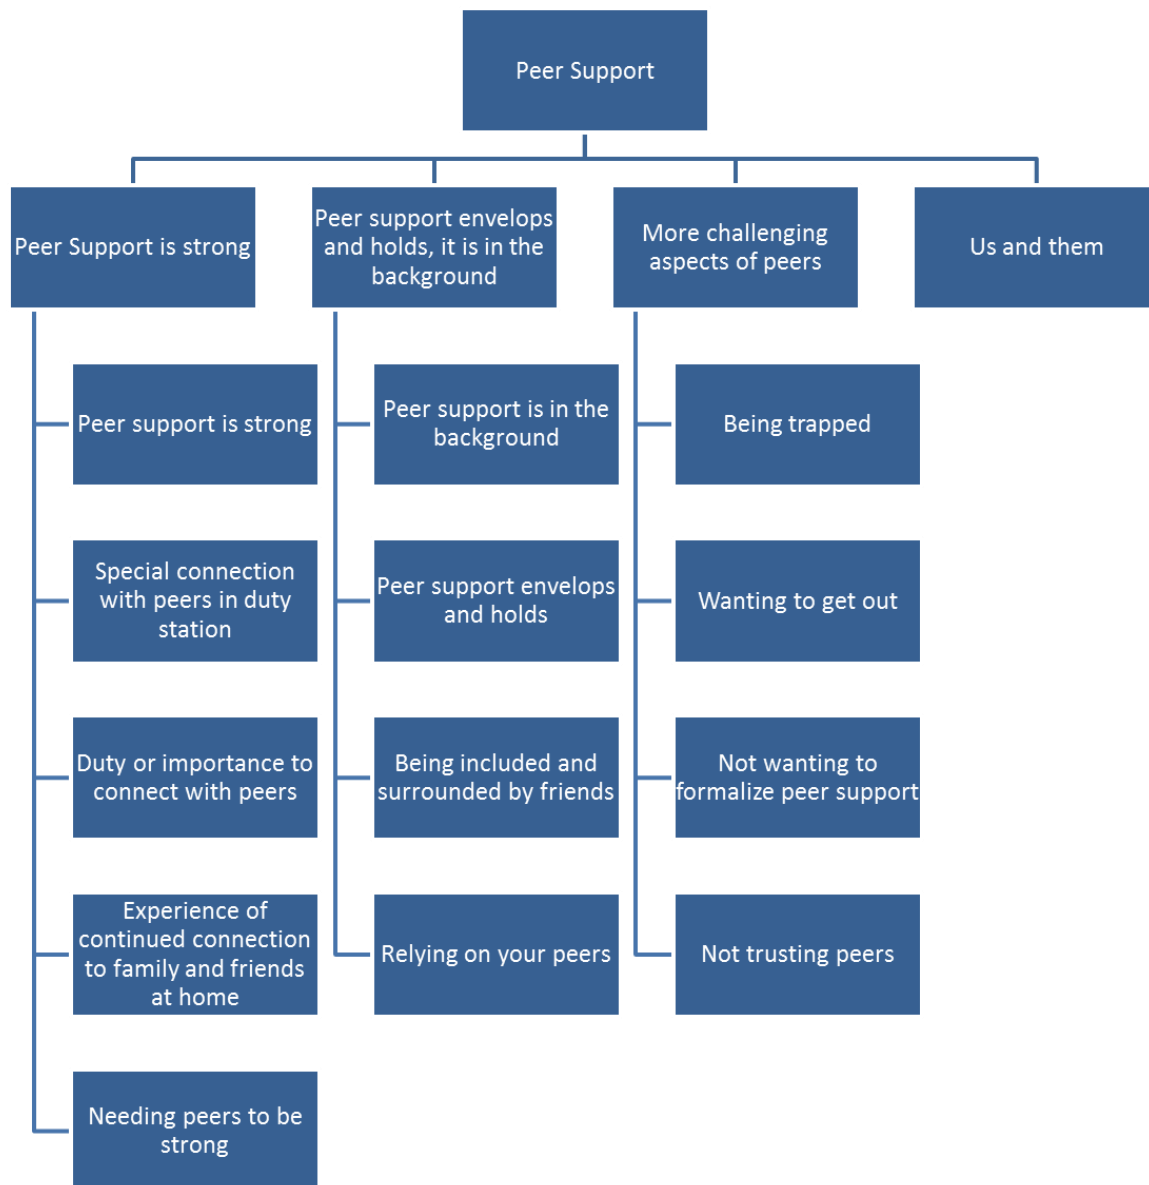 Peer Support
Peer Support is strong
Peer support envelops
and holds, it is in the
background
More challenging
aspects of peers
Us and them
Peer support is strong
Special connection
with peers in duty
station
Duty or importance to
connect with peers
Experience of
continued connection
to family and friends
at home
Needing peers to be
strong
Peer support is in the
background
Peer support envelops
and holds
Being included and
surrounded by friends
Relying on your peers
Being trapped
Wanting to get out
Not wanting to
formalize peer support
Not trusting peers